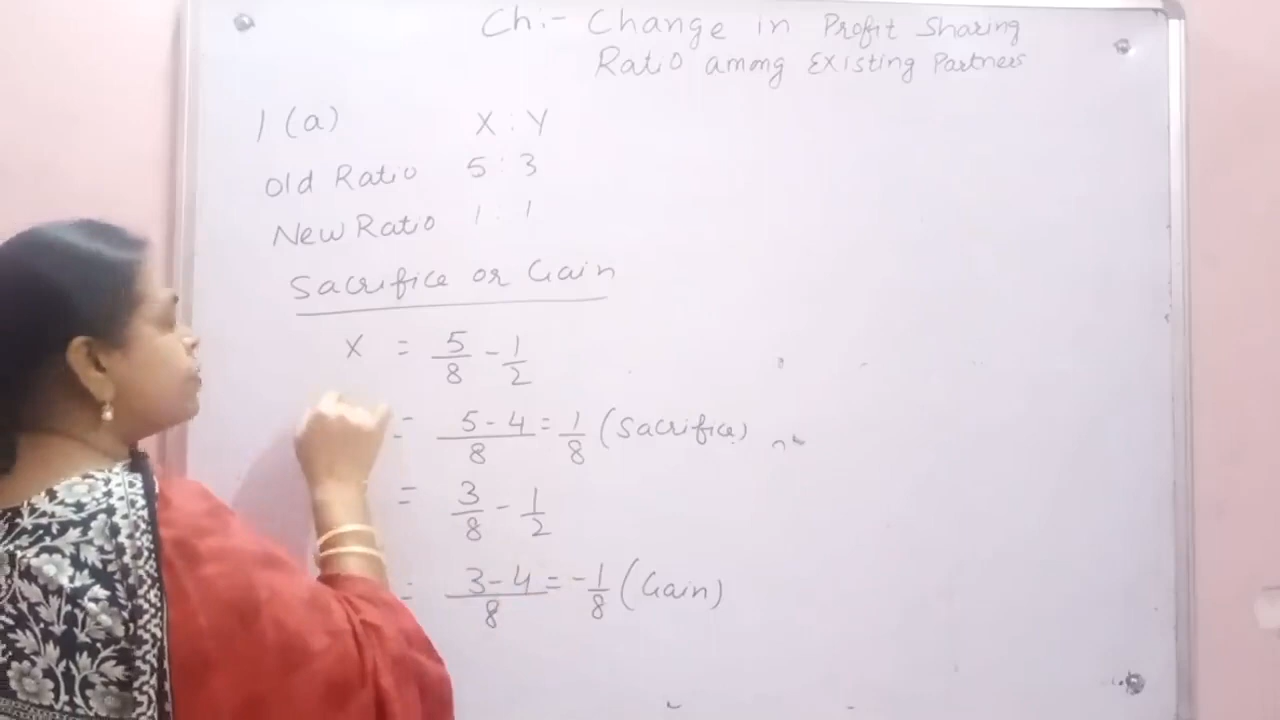 Ch:- Change in Profit Sharing
Ratio among Existing Partners
1 (a) X : Y
Old Ratio 5 : 3
New Ratio 1 : 1
Sacrifice or Gain
X = 5/8 - 1/2
= 5-4/8 = 1/8 (Sacrifice)
= 3/8 - 1/2
= 3-4/8 = -1/8 (Gain)